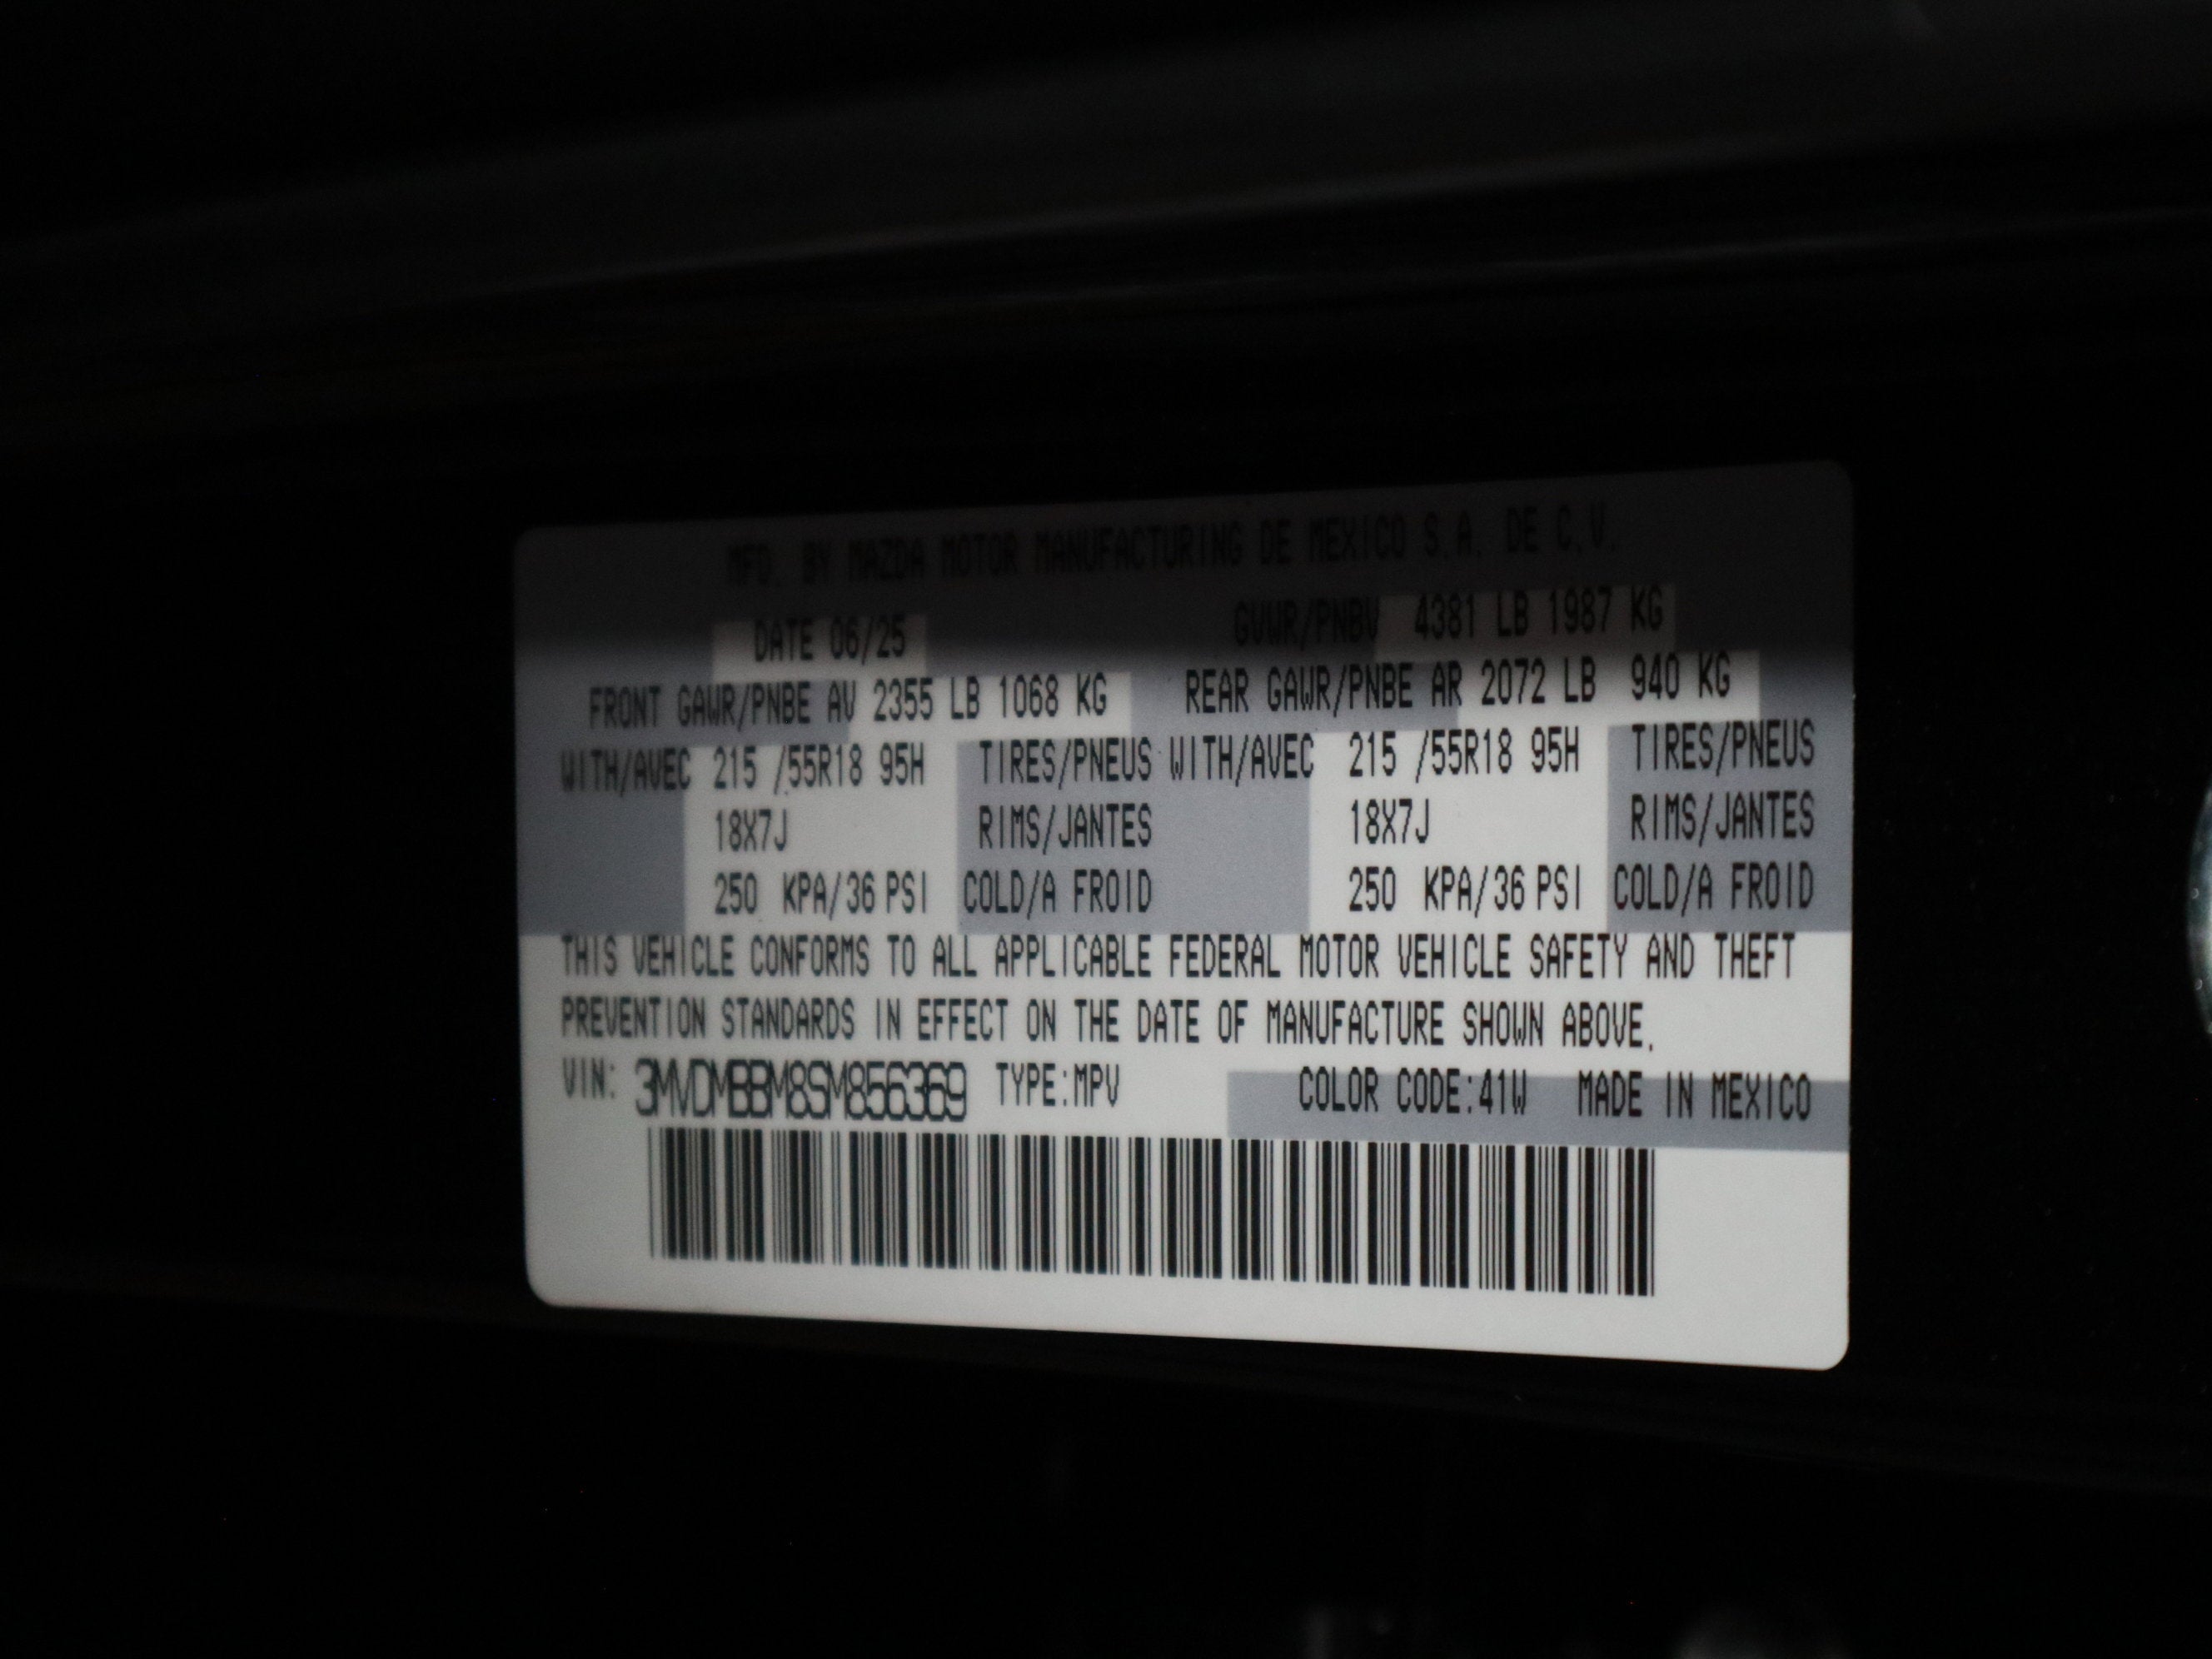 MFD. BY MAZDA MOTOR MANUFACTURING DE MEXICO S.A. DE C.V.
DATE 06/25 GVWR/PNBV 4381 LB 1987 KG
FRONT GAWR/PNBE AV 2355 LB 1068 KG REAR GAWR/PNBE AR 2072 LB 940 KG
WITH/AVEC 215 /55R18 95H TIRES/PNEUS WITH/AVEC 215 /55R18 95H TIRES/PNEUS
18X7J RIMS/JANTES 18X7J RIMS/JANTES
250 KPA/36 PSI COLD/A FROID 250 KPA/36 PSI COLD/A FROID
THIS VEHICLE CONFORMS TO ALL APPLICABLE FEDERAL MOTOR VEHICLE SAFETY AND THEFT
PREVENTION STANDARDS IN EFFECT ON THE DATE OF MANUFACTURE SHOWN ABOVE.
VIN: 3MVDMBBM8SM856369 TYPE:MPV COLOR CODE:41W MADE IN MEXICO